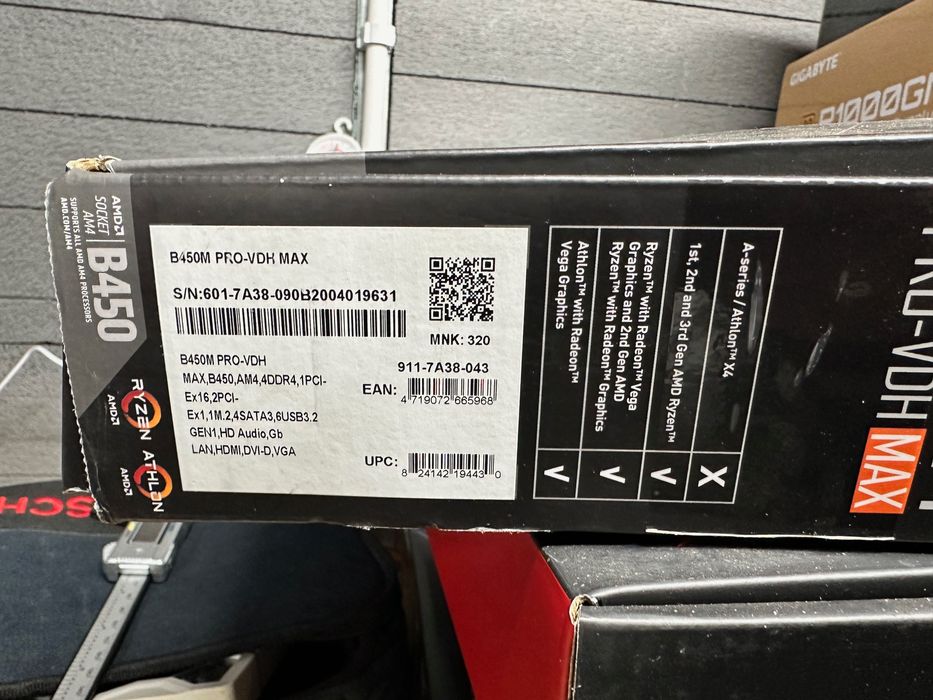 GIGABYTE
AMD
SOCKET
AM4
B450
SUPPORTS ALL AMD AM4 PROCESSORS
AMD.COM/AM4
AMD
RYZEN
AMD
ATHLON
B450M PRO-VDH MAX
S/N:601-7A38-090B2004019631
MNK: 320
B450M PRO-VDH
MAX,B450,AM4,4DDR4,1PCI-
Ex16,2PCI-
Ex1,1M.2,4SATA3,6USB3.2
GEN1,HD Audio,Gb
LAN,HDMI,DVI-D,VGA
911-7A38-043
EAN:
4 719072 665968
UPC:
8 24142 19443 0
A-series / Athlon™ X4
X
1st, 2nd and 3rd Gen AMD Ryzen™
V
Ryzen™ with Radeon™ Vega
Graphics and 2nd Gen AMD
Ryzen™ with Radeon™ Graphics
V
Athlon™ with Radeon™
Vega Graphics
V
PRO-VDH MAX